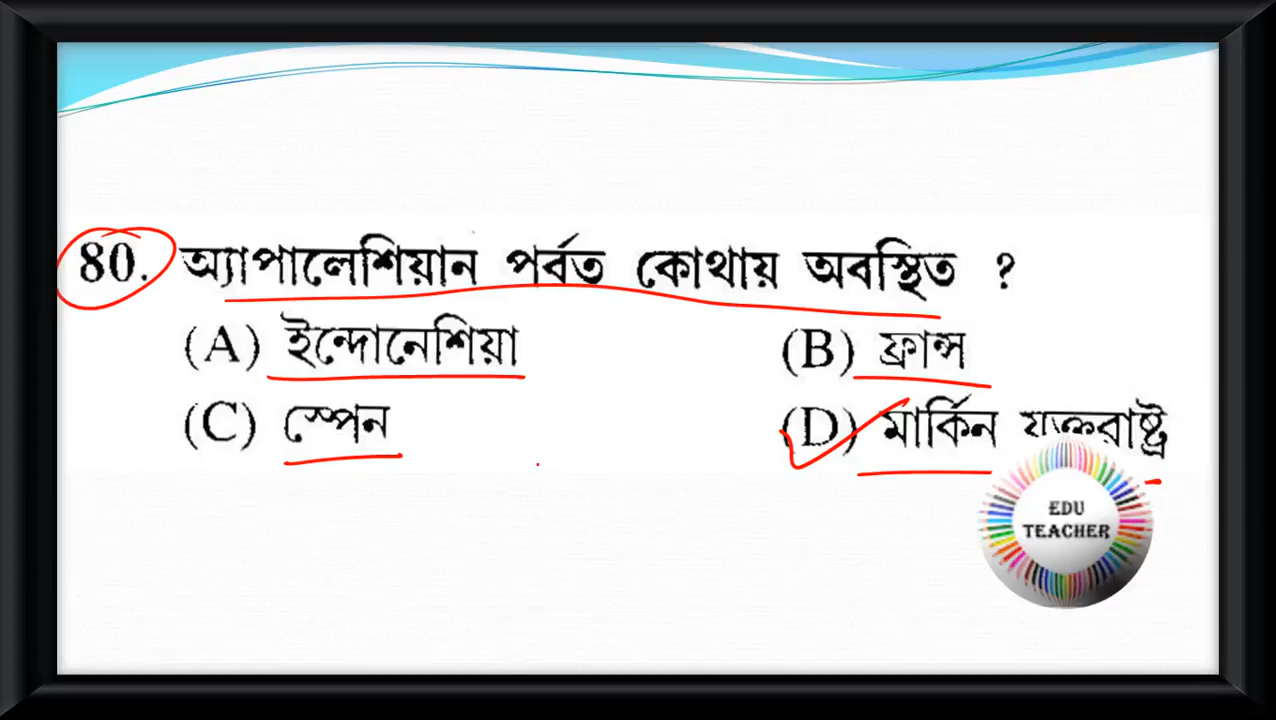 80. অ্যাপালেশিয়ান পর্বত কোথায় অবস্থিত ?
(A) ইন্দোনেশিয়া (B) ফ্রান্স
(C) স্পেন (D) মার্কিন যুক্তরাষ্ট্র
EDU
TEACHER